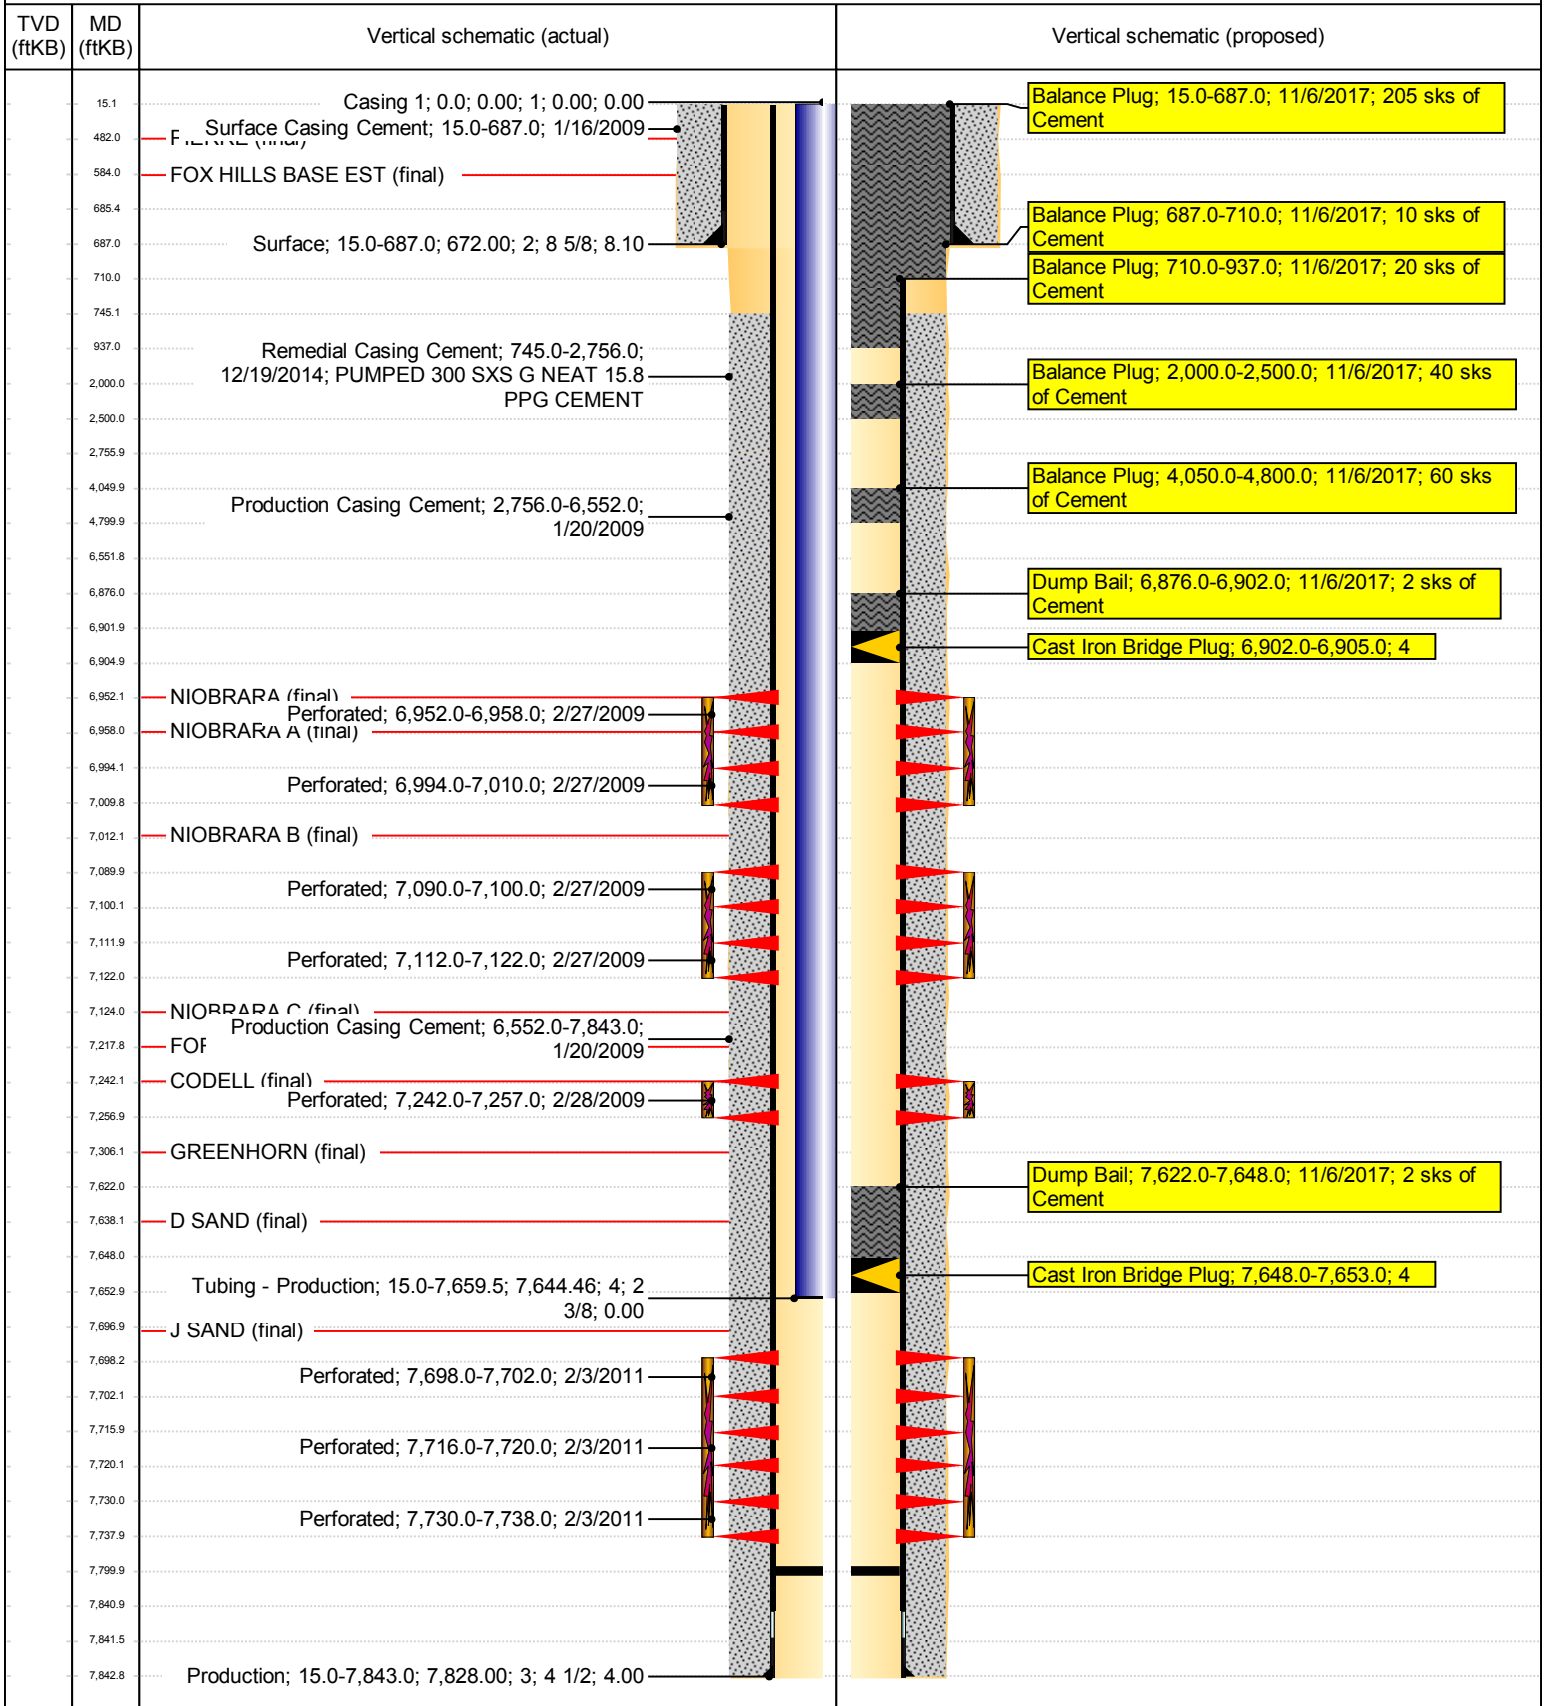 TVD
(ftKB)
MD
(ftKB)
Vertical schematic (actual)
Vertical schematic (proposed)
15.1
482.0
584.0
685.4
687.0
710.0
745.1
937.0
2,000.0
2,500.0
2,755.9
4,049.9
4,799.9
6,551.8
6,876.0
6,901.9
6,904.9
6,952.1
6,958.0
6,994.1
7,009.8
7,012.1
7,089.9
7,100.1
7,111.9
7,122.0
7,124.0
7,217.8
7,242.1
7,256.9
7,306.1
7,622.0
7,638.1
7,648.0
7,652.9
7,696.9
7,698.2
7,702.1
7,715.9
7,720.1
7,730.0
7,737.9
7,799.9
7,840.9
7,841.5
7,842.8
Casing 1; 0.0; 0.00; 1; 0.00; 0.00
Surface Casing Cement; 15.0-687.0; 1/16/2009
PIERRE (final)
FOX HILLS BASE EST (final)
Surface; 15.0-687.0; 672.00; 2; 8 5/8; 8.10
Remedial Casing Cement; 745.0-2,756.0;
12/19/2014; PUMPED 300 SXS G NEAT 15.8
PPG CEMENT
Production Casing Cement; 2,756.0-6,552.0;
1/20/2009
NIOBRARA (final)
Perforated; 6,952.0-6,958.0; 2/27/2009
NIOBRARA A (final)
Perforated; 6,994.0-7,010.0; 2/27/2009
NIOBRARA B (final)
Perforated; 7,090.0-7,100.0; 2/27/2009
Perforated; 7,112.0-7,122.0; 2/27/2009
NIOBRARA C (final)
Production Casing Cement; 6,552.0-7,843.0;
1/20/2009
CODELL (final)
Perforated; 7,242.0-7,257.0; 2/28/2009
GREENHORN (final)
D SAND (final)
Tubing - Production; 15.0-7,659.5; 7,644.46; 4; 2
3/8; 0.00
J SAND (final)
Perforated; 7,698.0-7,702.0; 2/3/2011
Perforated; 7,716.0-7,720.0; 2/3/2011
Perforated; 7,730.0-7,738.0; 2/3/2011
Production; 15.0-7,843.0; 7,828.00; 3; 4 1/2; 4.00
Balance Plug; 15.0-687.0; 11/6/2017; 205 sks of
Cement
Balance Plug; 687.0-710.0; 11/6/2017; 10 sks of
Cement
Balance Plug; 710.0-937.0; 11/6/2017; 20 sks of
Cement
Balance Plug; 2,000.0-2,500.0; 11/6/2017; 40 sks
of Cement
Balance Plug; 4,050.0-4,800.0; 11/6/2017; 60 sks
of Cement
Dump Bail; 6,876.0-6,902.0; 11/6/2017; 2 sks of
Cement
Cast Iron Bridge Plug; 6,902.0-6,905.0; 4
Dump Bail; 7,622.0-7,648.0; 11/6/2017; 2 sks of
Cement
Cast Iron Bridge Plug; 7,648.0-7,653.0; 4